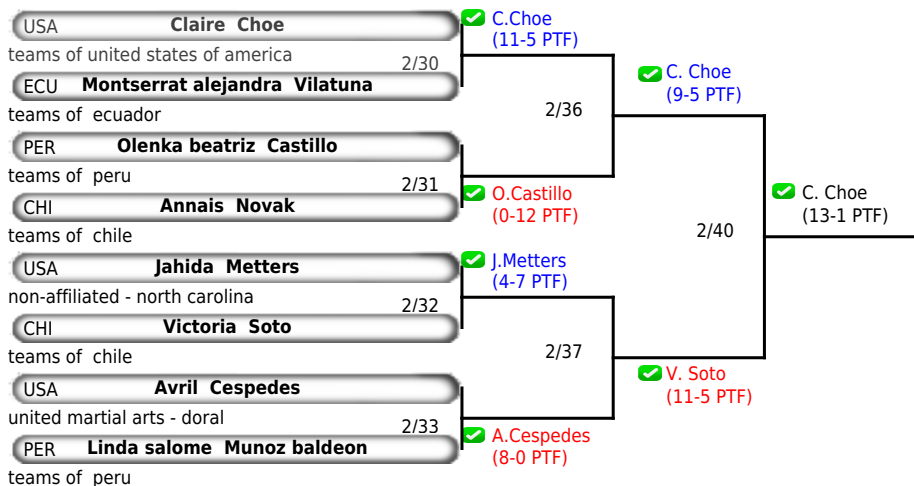 USA Claire Choe
teams of united states of america
2/30
ECU Montserrat alejandra Vilatuna
teams of ecuador
C.Choe
(11-5 PTF)
PER Olenka beatriz Castillo
teams of peru
2/31
CHI Annais Novak
teams of chile
O.Castillo
(0-12 PTF)
USA Jahida Metters
non-affiliated - north carolina
2/32
CHI Victoria Soto
teams of chile
J.Metters
(4-7 PTF)
USA Avril Cespedes
united martial arts - doral
2/33
PER Linda salome Munoz baldeon
teams of peru
A.Cespedes
(8-0 PTF)
2/36
C. Choe
(9-5 PTF)
2/37
V. Soto
(11-5 PTF)
2/40
C. Choe
(13-1 PTF)